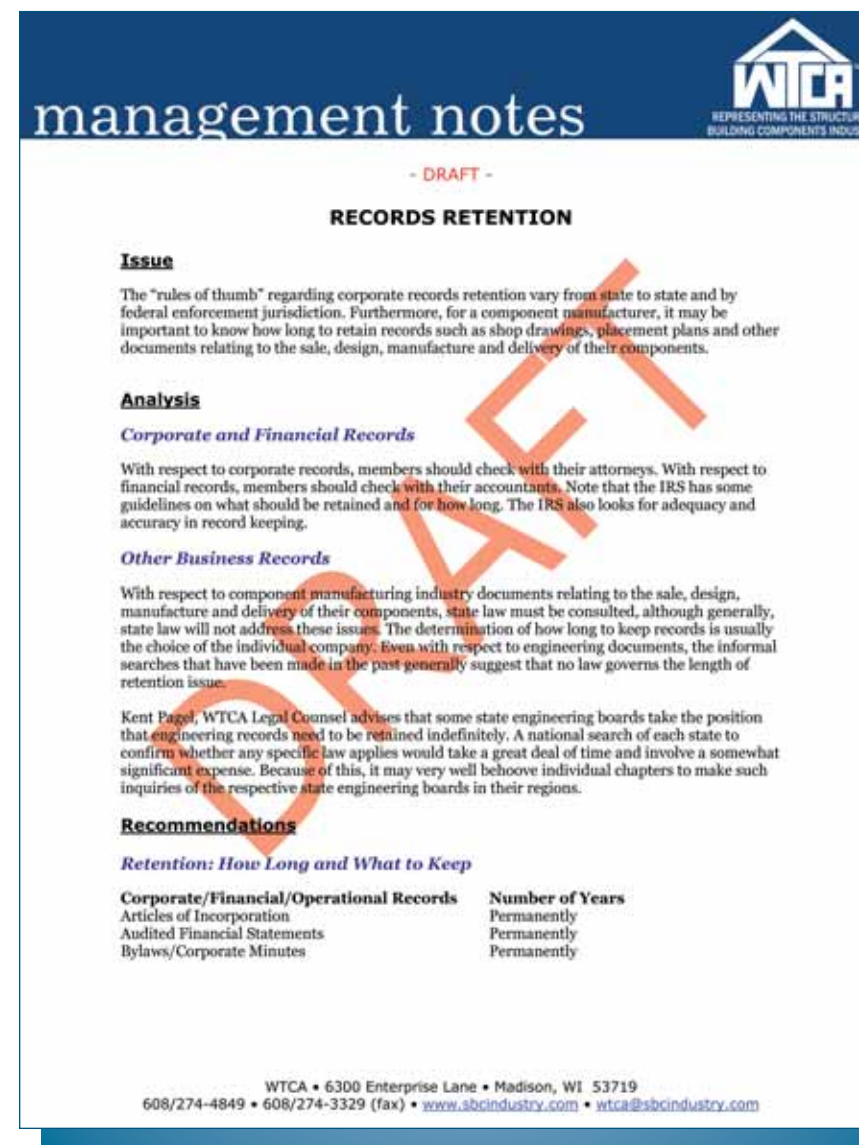 management notes
WTCA
REPRESENTING THE
BUILDING COMPONENTS
- DRAFT -
RECORDS RETENTION
Issue
The “rules of thumb” regarding corporate records retention vary from state to state and by
federal enforcement jurisdiction. Furthermore, for a component manufacturer, it may be
important to know how long to retain records such as shop drawings, placement plans and other
documents relating to the sale, design, manufacture and delivery of their components.
Analysis
Corporate and Financial Records
With respect to corporate records, members should check with their attorneys. With respect to
financial records, members should check with their accountants. Note that the IRS has some
guidelines on what should be retained and for how long. The IRS also looks for adequacy and
accuracy in record keeping.
Other Business Records
With respect to component manufacturing industry documents relating to the sale, design,
manufacture and delivery of their components, state law must be consulted, although generally,
state law will not address these issues. The determination of how long to keep records is usually
the choice of the individual company. Even with respect to engineering documents, the informal
searches that have been made in the past generally suggest that no law governs the length of
retention issue.
Kent Pagel, WTCA Legal Counsel advises that some state engineering boards take the position
that engineering records need to be retained indefinitely. A national search of each state to
confirm whether any specific law applies would take a great deal of time and involve a somewhat
significant expense. Because of this, it may very well behoove individual chapters to make such
inquiries of the respective state engineering boards in their regions.
Recommendations
Retention: How Long and What to Keep
Corporate/Financial/Operational Records Number of Years
Articles of Incorporation Permanently
Audited Financial Statements Permanently
Bylaws/Corporate Minutes Permanently
DRAFT
WTCA • 6300 Enterprise Lane • Madison, WI 53719
608/274-4849 • 608/274-3329 (fax) • www.sbcindustry.com • wtca@sbcindustry.com